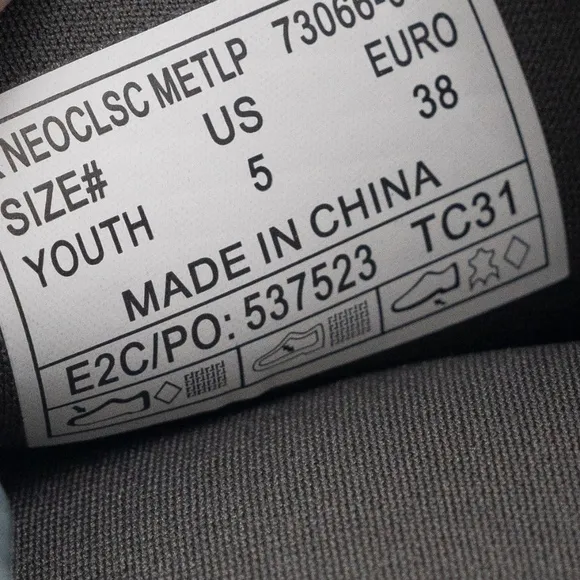 NEOCLSC METLP 73066-
SIZE# US EURO
YOUTH 5 38
MADE IN CHINA
E2C/PO: 537523 TC31